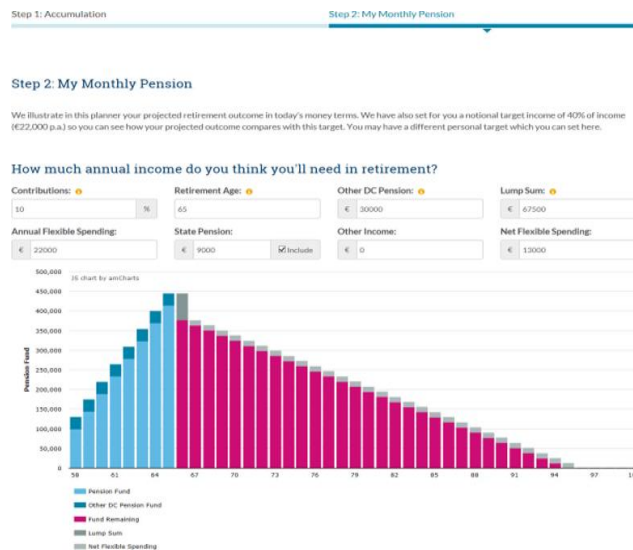 Step 1: Accumulation Step 2: My Monthly Pension
Step 2: My Monthly Pension
We illustrate in this planner your projected retirement outcome in today's money terms. We have also set for you a notional target income of 40% of income
(€22,000 p.a.) so you can see how your projected outcome compares with this target. You may have a different personal target which you can set here.
How much annual income do you think you'll need in retirement?
Contributions: Retirement Age: Other DC Pension: Lump Sum:
10 % 65 € 30000 € 67500
Annual Flexible Spending: State Pension: Other Income: Net Flexible Spending:
€ 22000 € 9000 Include € 0 € 13000
500,000
JS chart by amCharts
450,000
400,000
350,000
300,000
250,000
200,000
150,000
100,000
50,000
0
Pension Fund
58 61 64 67 70 73 76 79 82 85 88 91 94 97
Pension Fund
Other DC Pension Fund
Fund Remaining
Lump Sum
Net Flexible Spending